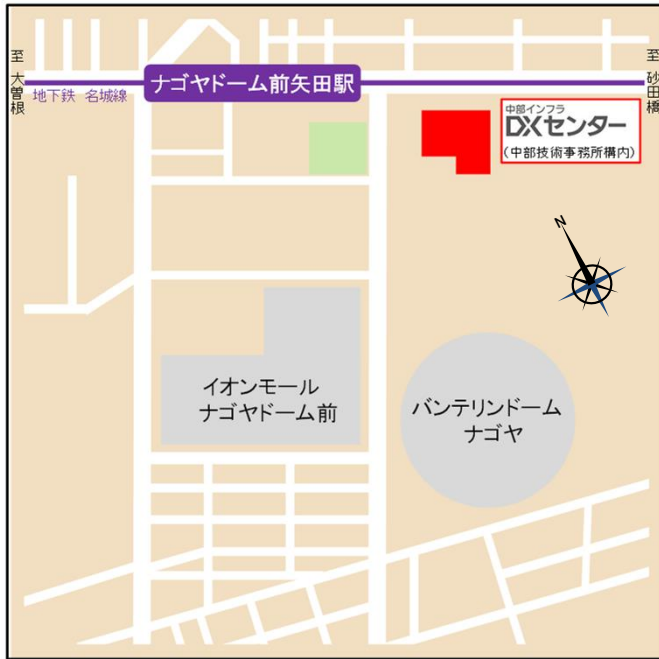 至 大曽根
地下鉄 名城線
ナゴヤドーム前矢田駅
至 砂田橋
中部インフラ
DXセンター
(中部技術事務所構内)
N
イオンモール
ナゴヤドーム前
バンテリンドーム
ナゴヤ